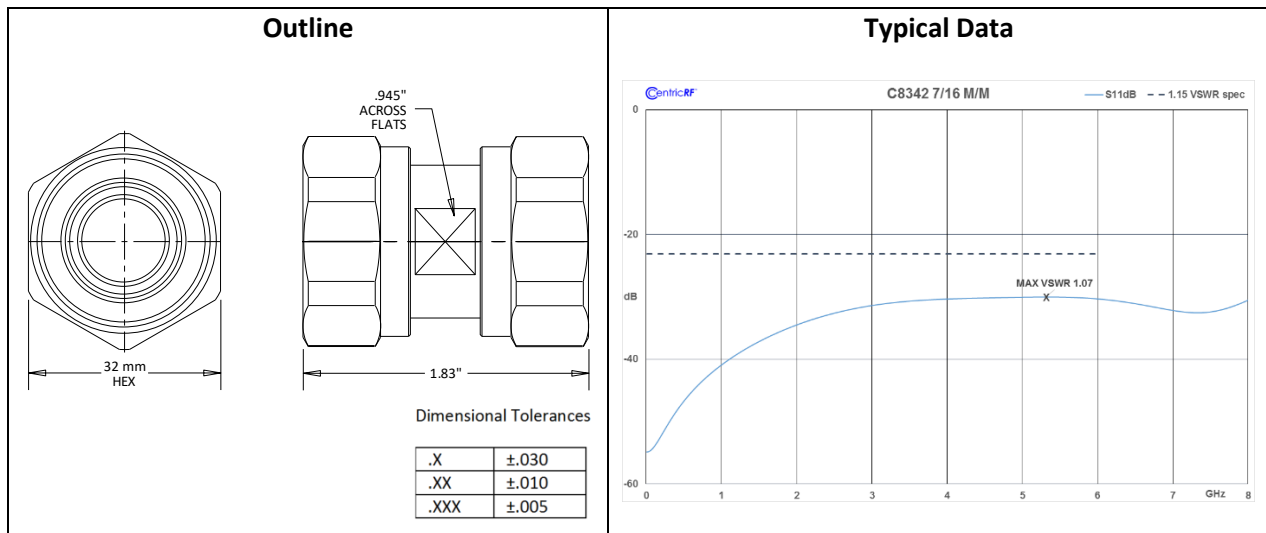 Outline
.945"
ACROSS
FLATS
32 mm
HEX
1.83"
Dimensional Tolerances
.X ±.030
.XX ±.010
.XXX ±.005
Typical Data
CentricRF
C8342 7/16 M/M
S11dB
1.15 VSWR spec
0
-20
dB
-40
-60
MAX VSWR 1.07
0 1 2 3 4 5 6 7 GHz 8